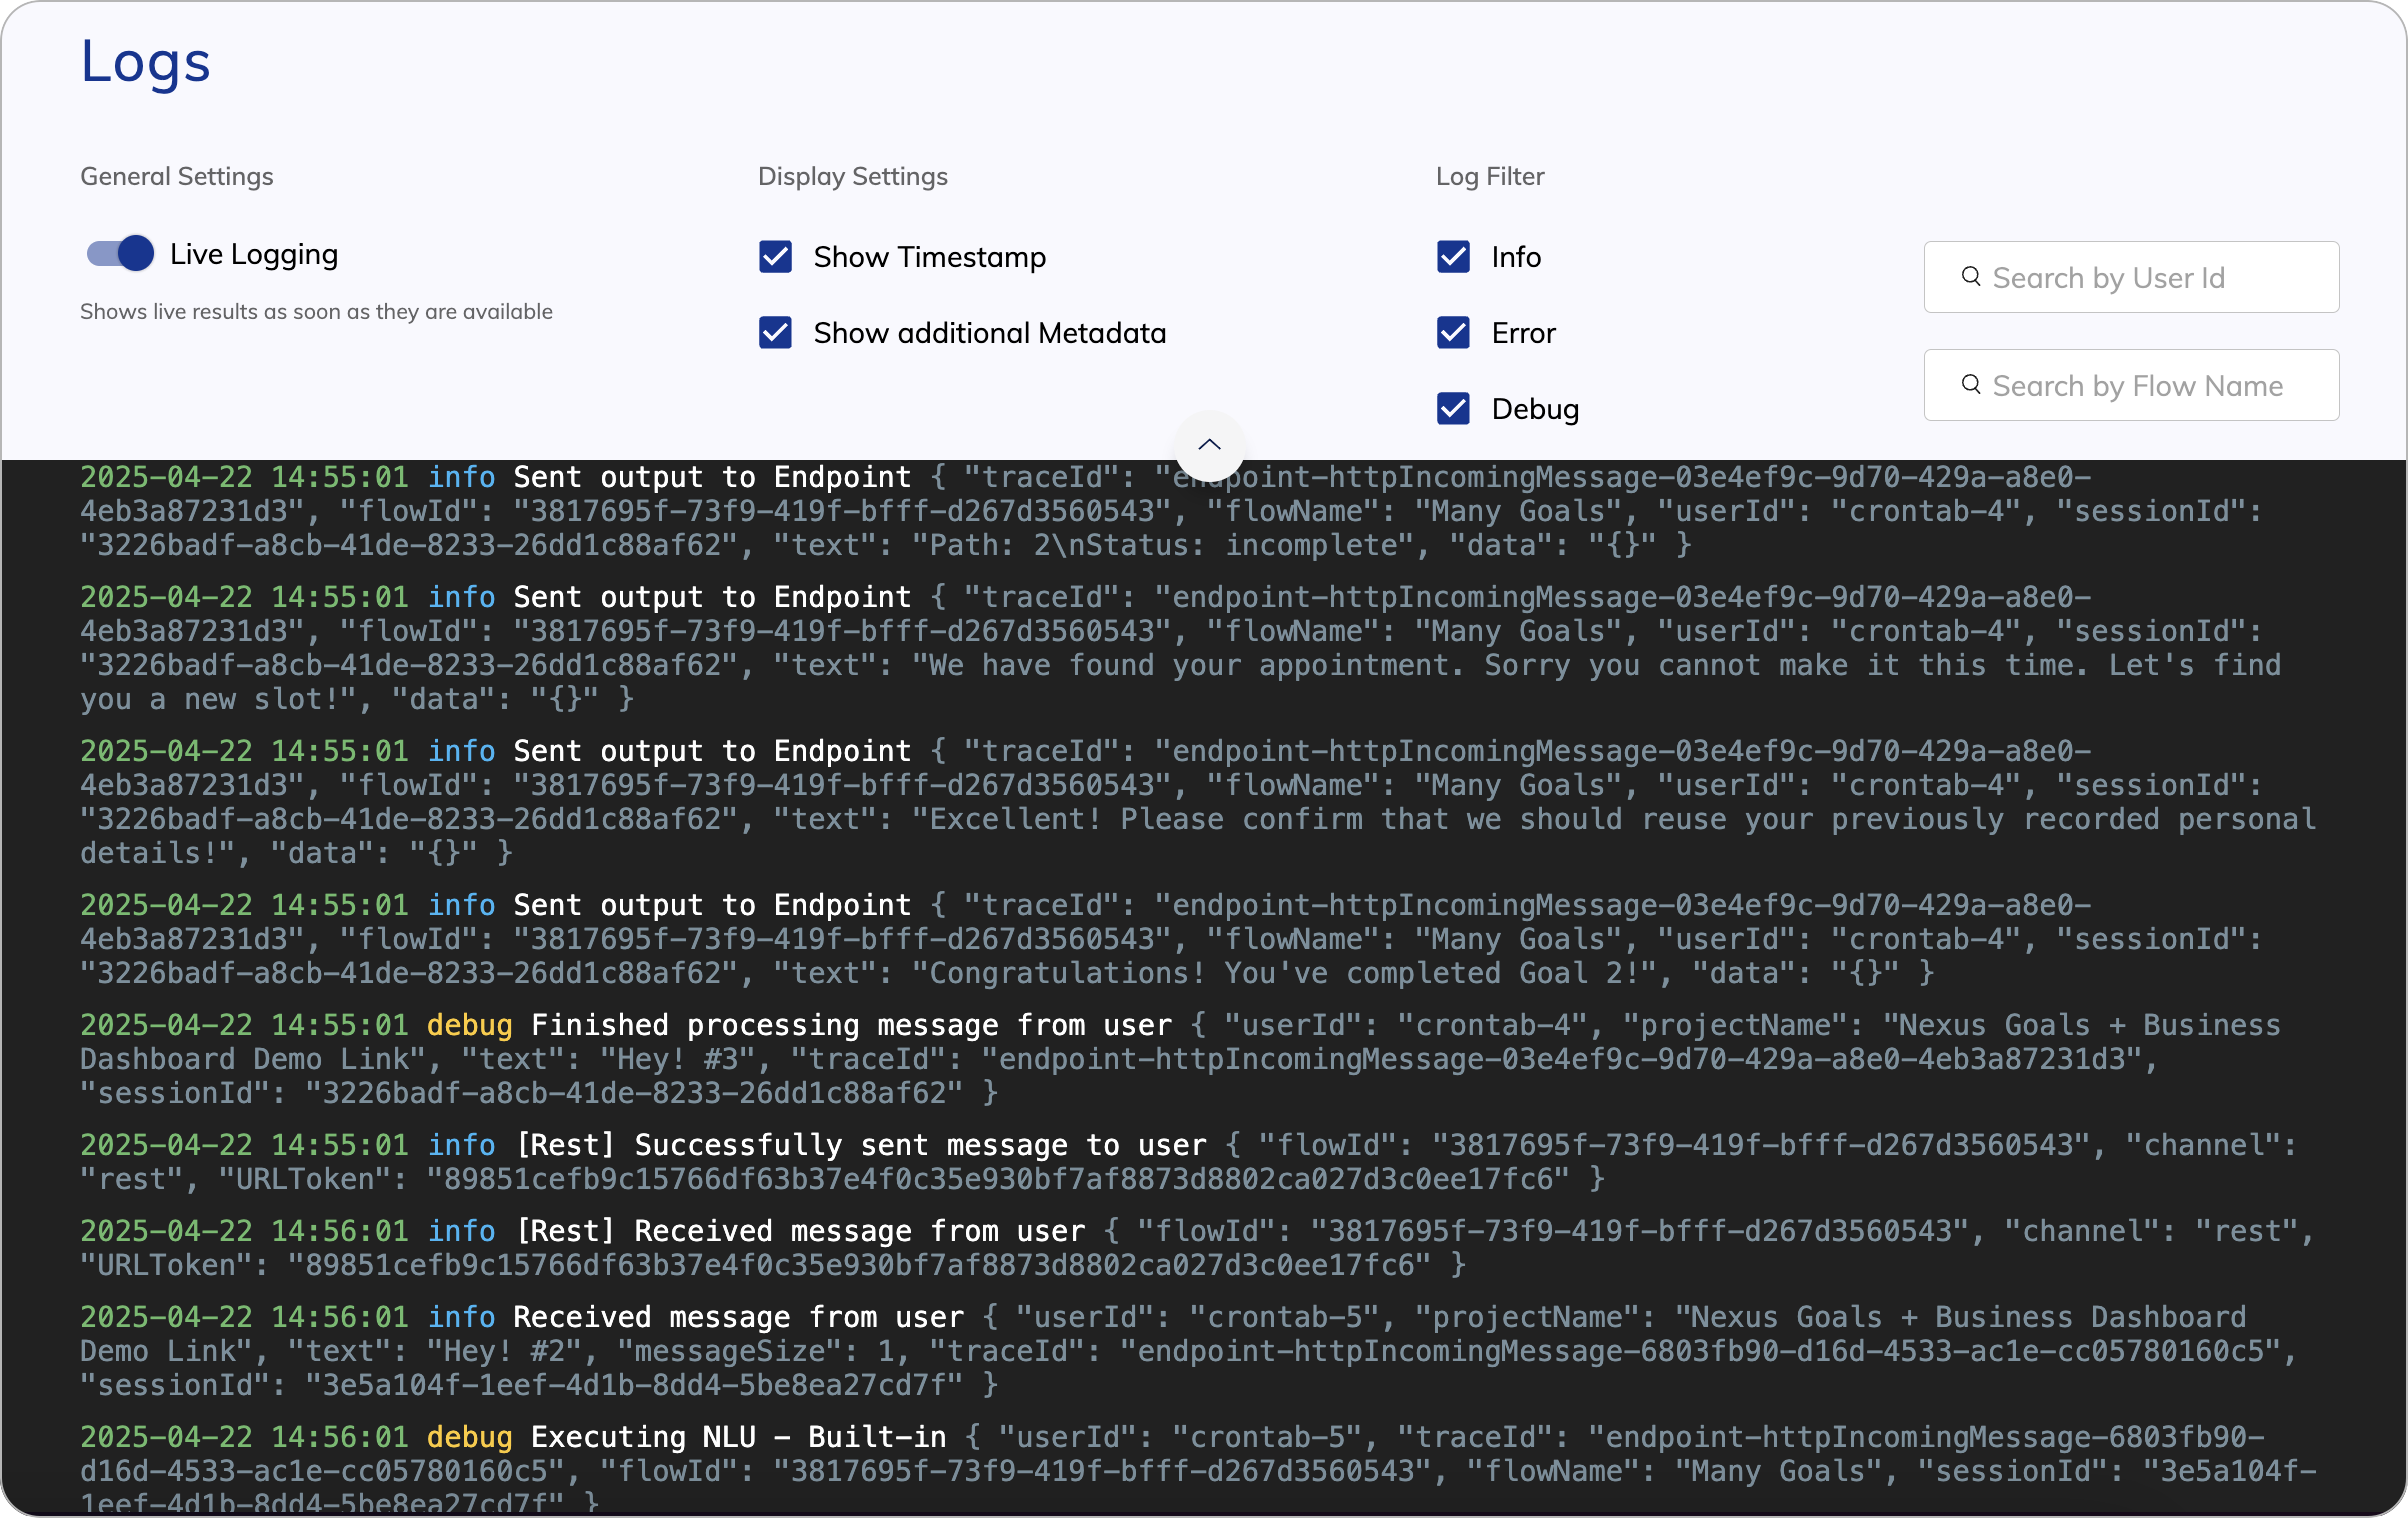 Logs
General Settings
Display Settings
Log Filter
Live Logging
Shows live results as soon as they are available
Show Timestamp
Show additional Metadata
Info
Error
Debug
Search by User Id
Search by Flow Name
2025-04-22 14:55:01 info Sent output to Endpoint { "traceId": "endpoint-httpIncomingMessage-03e4ef9c-9d70-429a-a8e0-
4eb3a87231d3", "flowId": "3817695f-73f9-419f-bfff-d267d3560543", "flowName": "Many Goals", "userId": "crontab-4", "sessionId":
"3226badf-a8cb-41de-8233-26dd1c88af62", "text": "Path: 2\nStatus: incomplete", "data": "{}" }
2025-04-22 14:55:01 info Sent output to Endpoint { "traceId": "endpoint-httpIncomingMessage-03e4ef9c-9d70-429a-a8e0-
4eb3a87231d3", "flowId": "3817695f-73f9-419f-bfff-d267d3560543", "flowName": "Many Goals", "userId": "crontab-4", "sessionId":
"3226badf-a8cb-41de-8233-26dd1c88af62", "text": "We have found your appointment. Sorry you cannot make it this time. Let's find
you a new slot!", "data": "{}" }
2025-04-22 14:55:01 info Sent output to Endpoint { "traceId": "endpoint-httpIncomingMessage-03e4ef9c-9d70-429a-a8e0-
4eb3a87231d3", "flowId": "3817695f-73f9-419f-bfff-d267d3560543", "flowName": "Many Goals", "userId": "crontab-4", "sessionId":
"3226badf-a8cb-41de-8233-26dd1c88af62", "text": "Excellent! Please confirm that we should reuse your previously recorded personal
details!", "data": "{}" }
2025-04-22 14:55:01 info Sent output to Endpoint { "traceId": "endpoint-httpIncomingMessage-03e4ef9c-9d70-429a-a8e0-
4eb3a87231d3", "flowId": "3817695f-73f9-419f-bfff-d267d3560543", "flowName": "Many Goals", "userId": "crontab-4", "sessionId":
"3226badf-a8cb-41de-8233-26dd1c88af62", "text": "Congratulations! You've completed Goal 2!", "data": "{}" }
2025-04-22 14:55:01 debug Finished processing message from user { "userId": "crontab-4", "projectName": "Nexus Goals + Business
Dashboard Demo Link", "text": "Hey! #3", "traceId": "endpoint-httpIncomingMessage-03e4ef9c-9d70-429a-a8e0-4eb3a87231d3",
"sessionId": "3226badf-a8cb-41de-8233-26dd1c88af62" }
2025-04-22 14:55:01 info [Rest] Successfully sent message to user { "flowId": "3817695f-73f9-419f-bfff-d267d3560543", "channel":
"rest", "URLToken": "89851cefb9c15766df63b37e4f0c35e930bf7af8873d8802ca027d3c0ee17fc6" }
2025-04-22 14:56:01 info [Rest] Received message from user { "flowId": "3817695f-73f9-419f-bfff-d267d3560543", "channel": "rest",
"URLToken": "89851cefb9c15766df63b37e4f0c35e930bf7af8873d8802ca027d3c0ee17fc6" }
2025-04-22 14:56:01 info Received message from user { "userId": "crontab-5", "projectName": "Nexus Goals + Business Dashboard
Demo Link", "text": "Hey! #2", "messageSize": 1, "traceId": "endpoint-httpIncomingMessage-6803fb90-d16d-4533-ac1e-cc05780160c5",
"sessionId": "3e5a104f-1eef-4d1b-8dd4-5be8ea27cd7f" }
2025-04-22 14:56:01 debug Executing NLU - Built-in { "userId": "crontab-5", "traceId": "endpoint-httpIncomingMessage-6803fb90-
d16d-4533-ac1e-cc05780160c5", "flowId": "3817695f-73f9-419f-bfff-d267d3560543", "flowName": "Many Goals", "sessionId": "3e5a104f-
1eef-4d1b-8dd4-5be8ea27cd7f" }